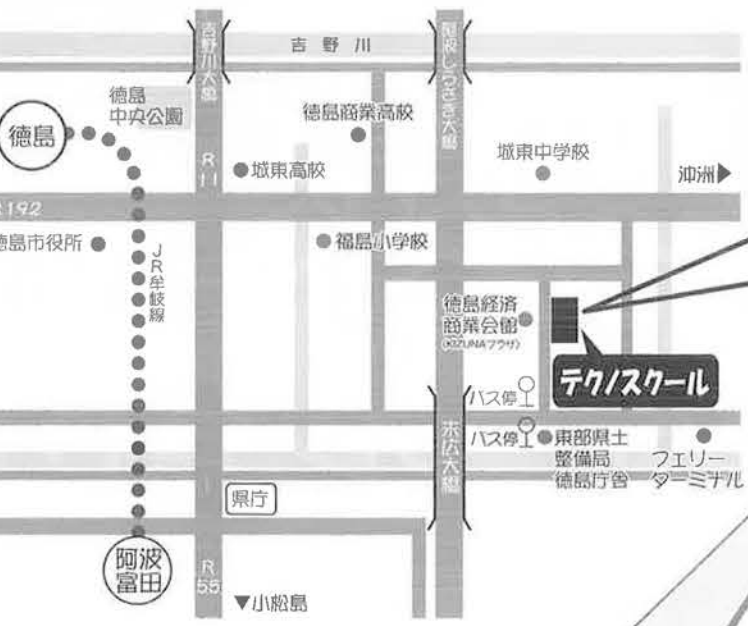 吉野川
吉野川大橋
阿波しらさぎ大橋
徳島
中央公園
徳島
徳島商業高校
R11
城東高校
城東中学校
沖洲▶
192
徳島市役所
福島小学校
JR牟岐線
徳島経済
商業会館
(KIZUNAプラザ)
テクノスクール
バス停
バス停
末広大橋
東部県土
整備局
徳島庁舎
フェリー
ターミナル
県庁
阿波
富田
R55
▼小松島